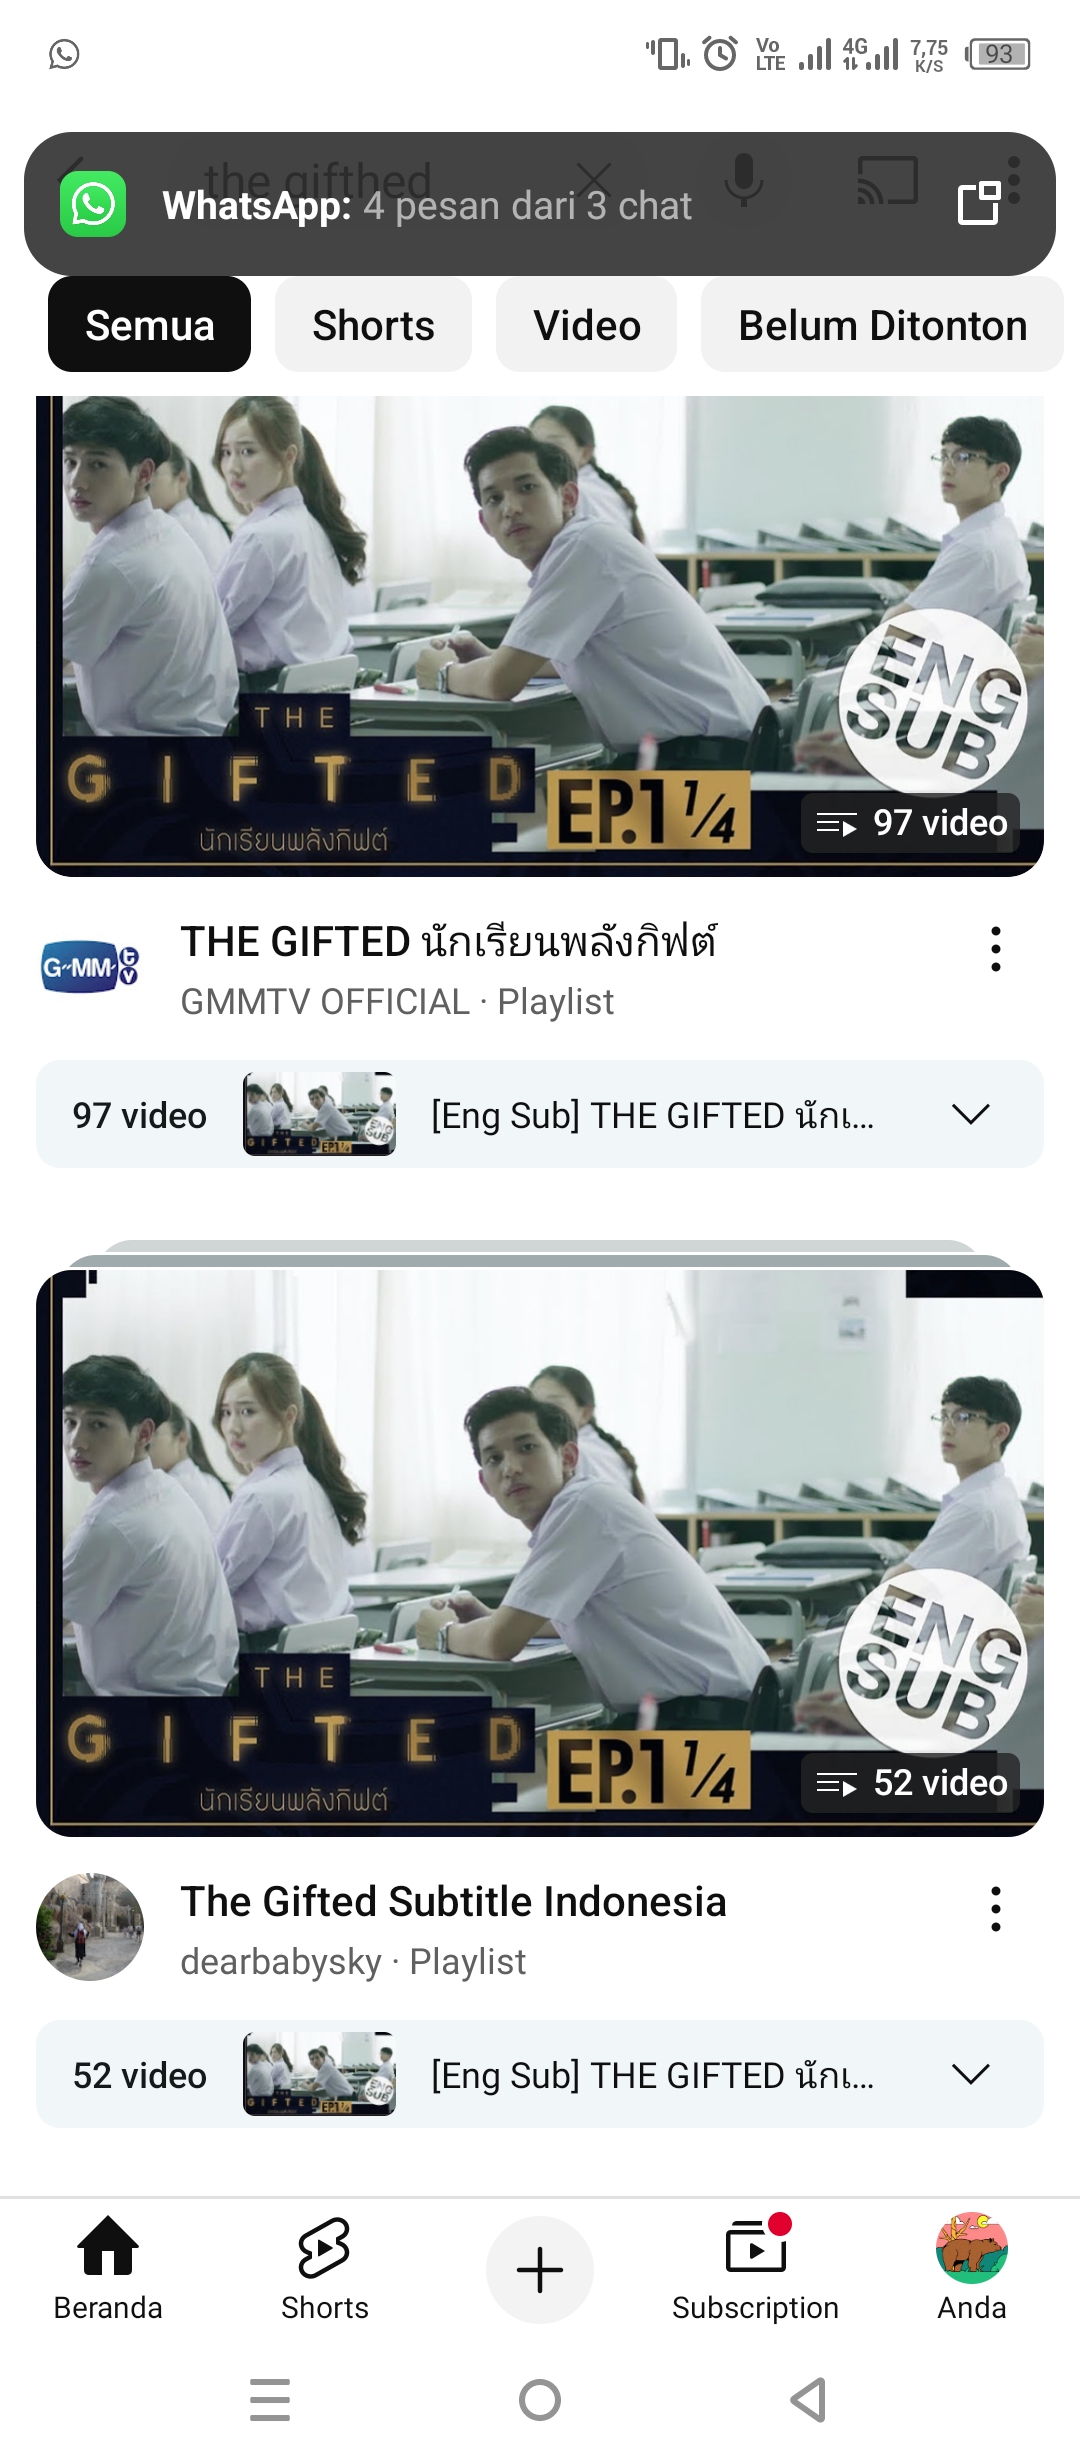 Vo LTE 4G 7,75 K/S 93
the gifthed
WhatsApp: 4 pesan dari 3 chat
Semua Shorts Video Belum Ditonton
ENG SUB
THE
GIFTED
EP.1 1/4
นักเรียนพลังกิฟต์
97 video
G"MM' tv
THE GIFTED นักเรียนพลังกิฟต์
GMMTV OFFICIAL · Playlist
97 video [Eng Sub] THE GIFTED นักเ...
ENG SUB
THE
GIFTED
EP.1 1/4
นักเรียนพลังกิฟต์
52 video
The Gifted Subtitle Indonesia
dearbabysky · Playlist
52 video [Eng Sub] THE GIFTED นักเ...
Beranda Shorts Subscription Anda